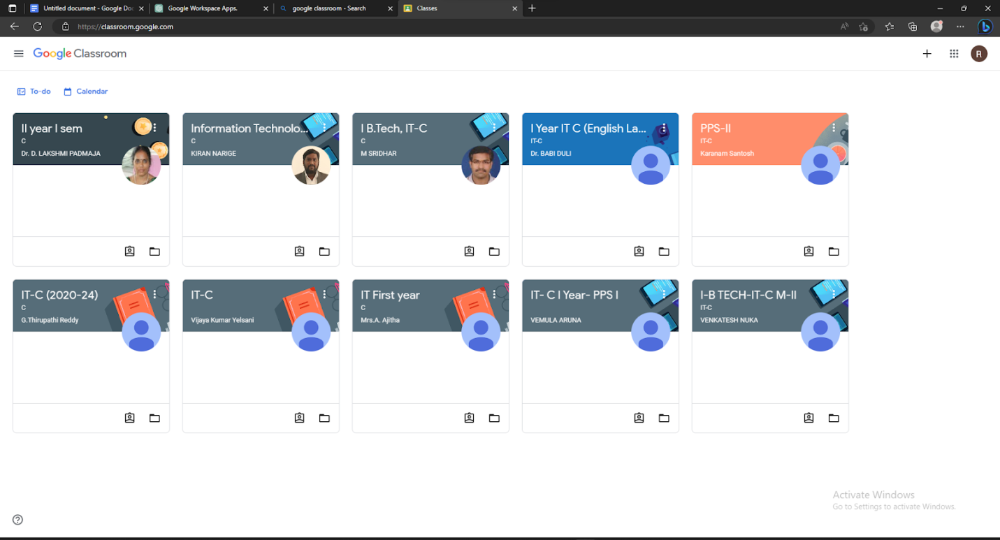 Untitled document - Google Doc
Google Workspace Apps.
google classroom - Search
Classes
https://classroom.google.com
Google Classroom
R
To-do
Calendar
II year I sem
C
Dr. D. LAKSHMI PADMAJA
Information Technolo...
C
KIRAN NARIGE
I B.Tech, IT-C
C
M SRIDHAR
I Year IT C (English La...
IT-C
Dr. BABI DULI
PPS-II
IT-C
Karanam Santosh
IT-C (2020-24)
C
G.Thirupathi Reddy
IT-C
Vijaya Kumar Yelsani
IT First year
C
Mrs.A. Ajitha
IT- C I Year- PPS I
VEMULA ARUNA
I-B TECH-IT-C M-II
IT-C
VENKATESH NUKA
Activate Windows
Go to Settings to activate Windows.